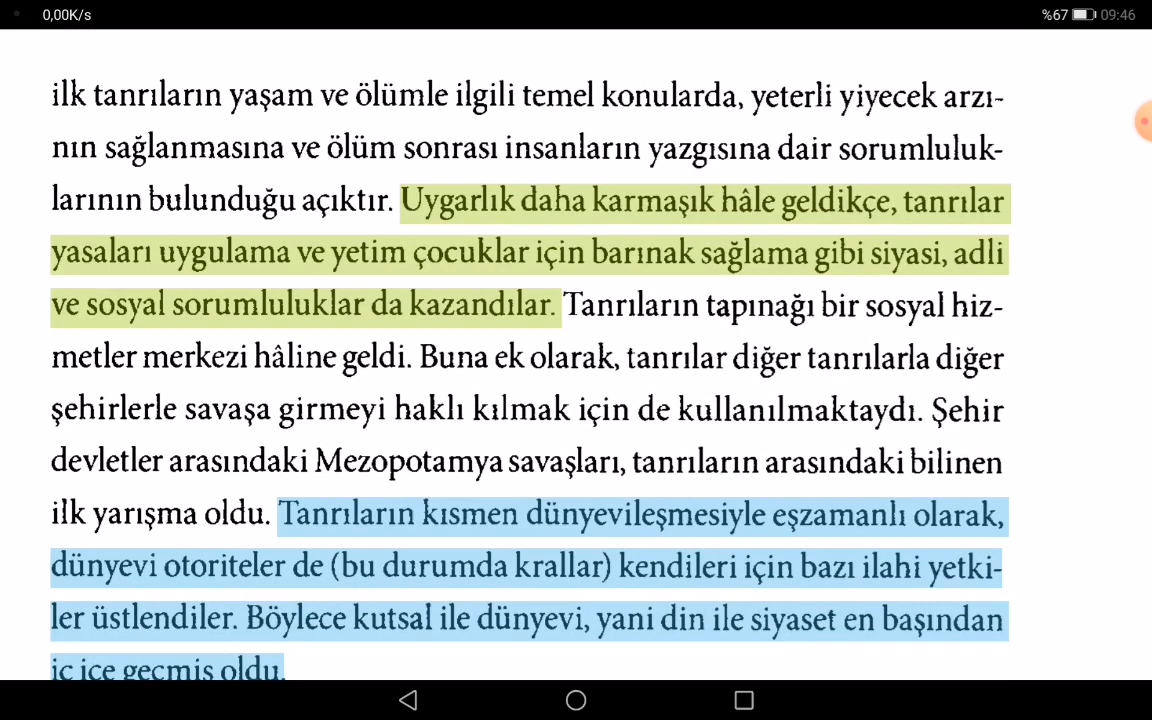 0,00K/s
%67 09:46
ilk tanrıların yaşam ve ölümle ilgili temel konularda, yeterli yiyecek arzı-
nın sağlanmasına ve ölüm sonrası insanların yazgısına dair sorumluluk-
larının bulunduğu açıktır. Uygarlık daha karmaşık hâle geldikçe, tanrılar
yasaları uygulama ve yetim çocuklar için barınak sağlama gibi siyasi, adli
ve sosyal sorumluluklar da kazandılar. Tanrıların tapınağı bir sosyal hiz-
metler merkezi hâline geldi. Buna ek olarak, tanrılar diğer tanrılarla diğer
şehirlerle savaşa girmeyi haklı kılmak için de kullanılmaktaydı. Şehir
devletler arasındaki Mezopotamya savaşları, tanrıların arasındaki bilinen
ilk yarışma oldu. Tanrıların kısmen dünyevileşmesiyle eşzamanlı olarak,
dünyevi otoriteler de (bu durumda krallar) kendileri için bazı ilahi yetki-
ler üstlendiler. Böylece kutsal ile dünyevi, yani din ile siyaset en başından
iç içe geçmiş oldu.